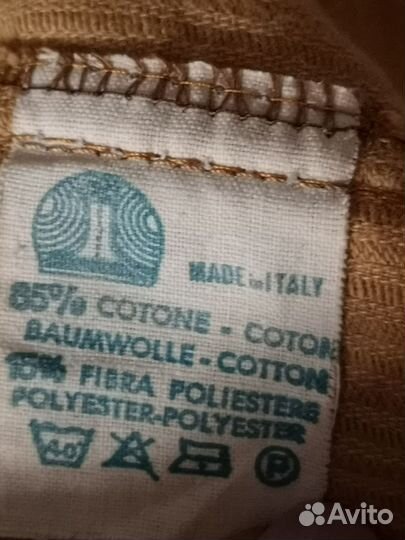 MADE in ITALY
85% COTONE - COTON
BAUMWOLLE - COTTON
15% FIBRA POLIESTERE
POLYESTER-POLYESTER
40 P
Avito